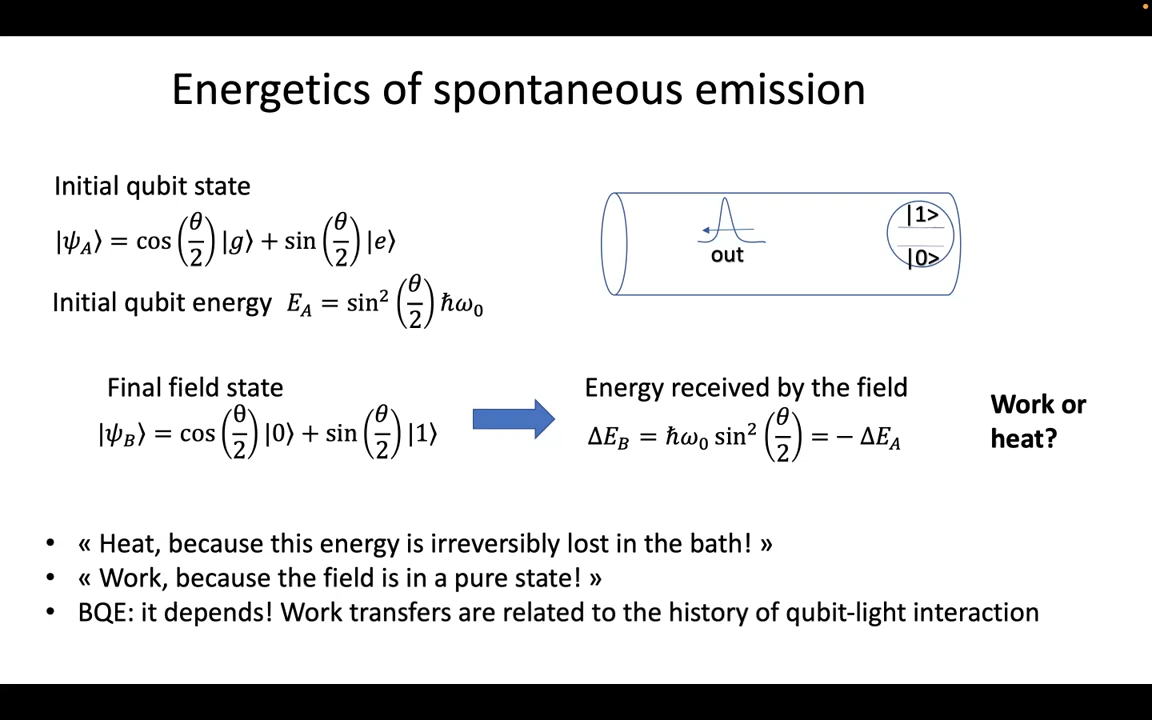 Energetics of spontaneous emission
Initial qubit state
|ψ_A⟩ = cos(θ/2)|g⟩ + sin(θ/2)|e⟩
Initial qubit energy E_A = sin²(θ/2) ħω₀
|1>
|0>
out
Final field state
|ψ_B⟩ = cos(θ/2)|0⟩ + sin(θ/2)|1⟩
Energy received by the field
ΔE_B = ħω₀ sin²(θ/2) = − ΔE_A
Work or
heat?
• « Heat, because this energy is irreversibly lost in the bath! »
• « Work, because the field is in a pure state! »
• BQE: it depends! Work transfers are related to the history of qubit-light interaction